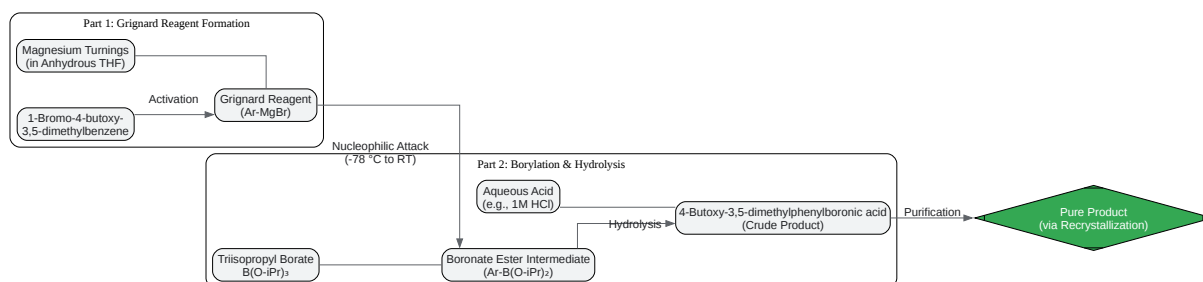 Part 1: Grignard Reagent Formation
Magnesium Turnings
(in Anhydrous THF)
Activation
1-Bromo-4-butoxy-
3,5-dimethylbenzene
Grignard Reagent
(Ar-MgBr)
Nucleophilic Attack
(-78 °C to RT)
Part 2: Borylation & Hydrolysis
Aqueous Acid
(e.g., 1M HCl)
Hydrolysis
4-Butoxy-3,5-dimethylphenylboronic acid
(Crude Product)
Purification
Pure Product
(via Recrystallization)
Triisopropyl Borate
B(O-iPr)₃
Boronate Ester Intermediate
(Ar-B(O-iPr)₂)